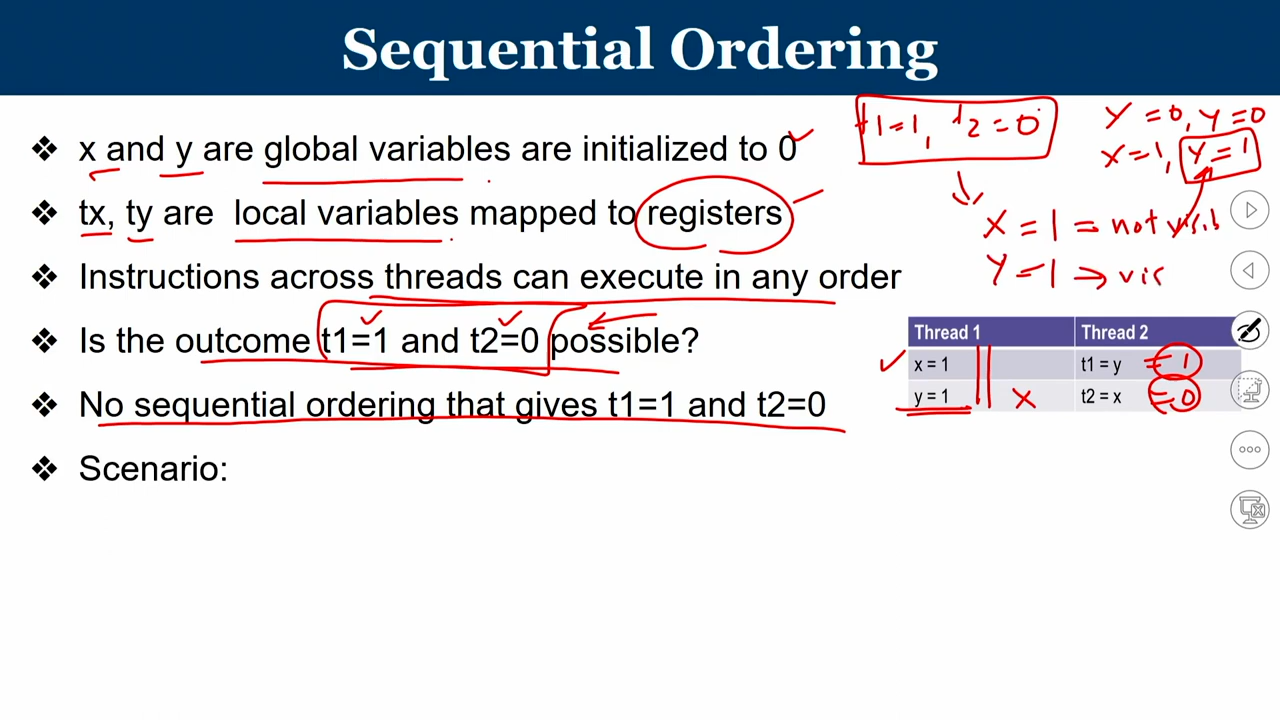 Sequential Ordering
❖ x and y are global variables are initialized to 0
t1=1, t2=0
Y=0, Y=0
X=1, Y=1
❖ tx, ty are local variables mapped to registers
X=1 = not visib
Y=1 → vis
❖ Instructions across threads can execute in any order
❖ Is the outcome t1=1 and t2=0 possible?
Thread 1 Thread 2
x = 1 t1 = y = 1
y = 1 X t2 = x = 0
❖ No sequential ordering that gives t1=1 and t2=0
❖ Scenario: